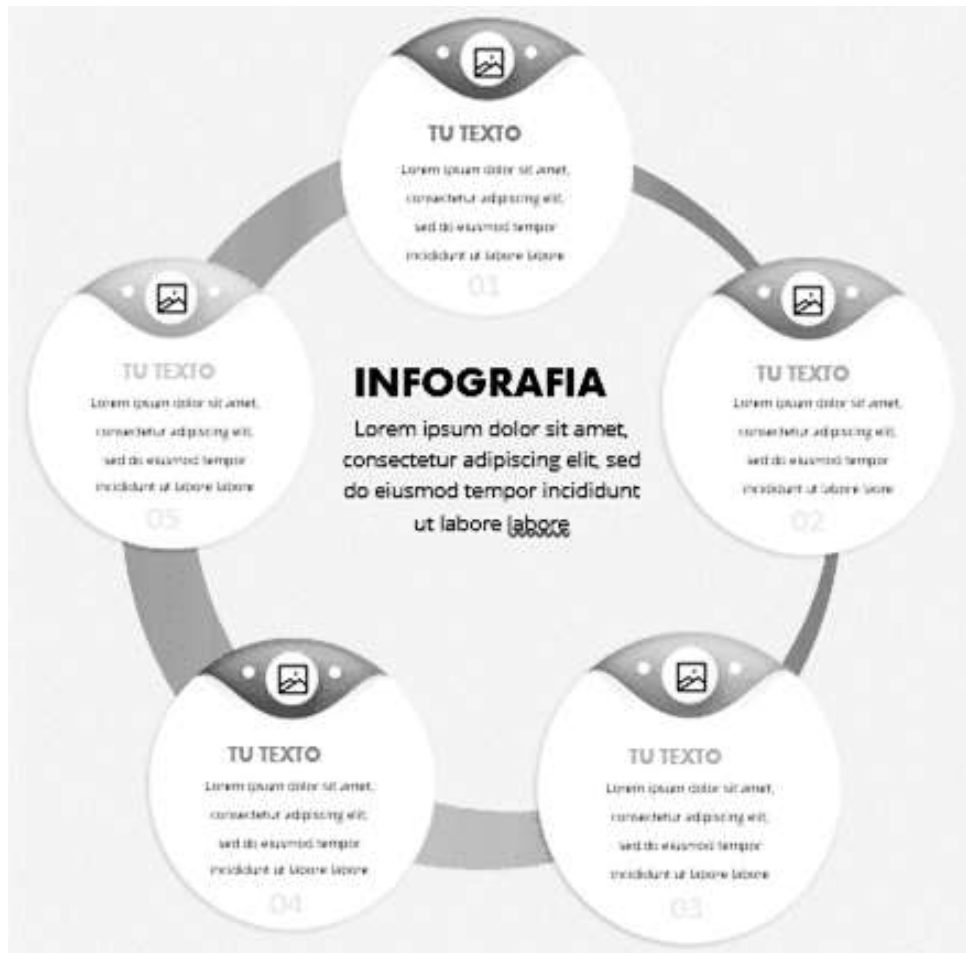 TU TEXTO
Lorem ipsum dolor sit amet,
consectetur adipiscing elit,
sed do eiusmod tempor
incididunt ut labore labore
01
TU TEXTO
Lorem ipsum dolor sit amet,
consectetur adipiscing elit,
sed do eiusmod tempor
incididunt ut labore labore
02
TU TEXTO
Lorem ipsum dolor sit amet,
consectetur adipiscing elit,
sed do eiusmod tempor
incididunt ut labore labore
03
TU TEXTO
Lorem ipsum dolor sit amet,
consectetur adipiscing elit,
sed do eiusmod tempor
incididunt ut labore labore
04
TU TEXTO
Lorem ipsum dolor sit amet,
consectetur adipiscing elit,
sed do eiusmod tempor
incididunt ut labore labore
05
INFOGRAFIA
Lorem ipsum dolor sit amet,
consectetur adipiscing elit, sed
do eiusmod tempor incididunt
ut labore labore